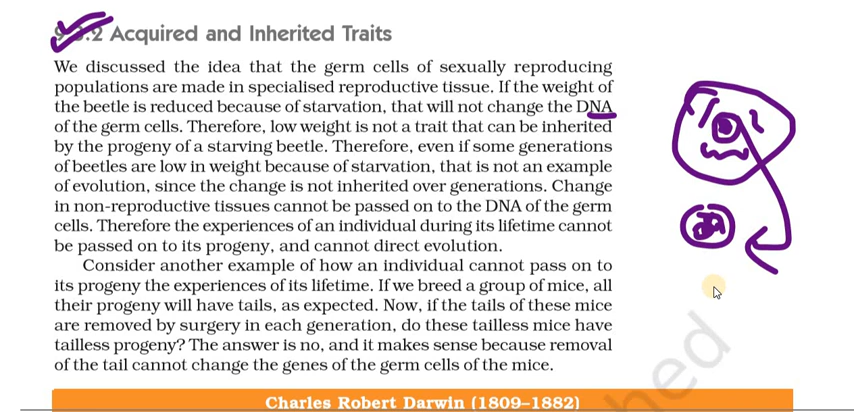 9.3.2 Acquired and Inherited Traits
We discussed the idea that the germ cells of sexually reproducing
populations are made in specialised reproductive tissue. If the weight of
the beetle is reduced because of starvation, that will not change the DNA
of the germ cells. Therefore, low weight is not a trait that can be inherited
by the progeny of a starving beetle. Therefore, even if some generations
of beetles are low in weight because of starvation, that is not an example
of evolution, since the change is not inherited over generations. Change
in non-reproductive tissues cannot be passed on to the DNA of the germ
cells. Therefore the experiences of an individual during its lifetime cannot
be passed on to its progeny, and cannot direct evolution.
Consider another example of how an individual cannot pass on to
its progeny the experiences of its lifetime. If we breed a group of mice, all
their progeny will have tails, as expected. Now, if the tails of these mice
are removed by surgery in each generation, do these tailless mice have
tailless progeny? The answer is no, and it makes sense because removal
of the tail cannot change the genes of the germ cells of the mice.
hed
Charles Robert Darwin (1809–1882)